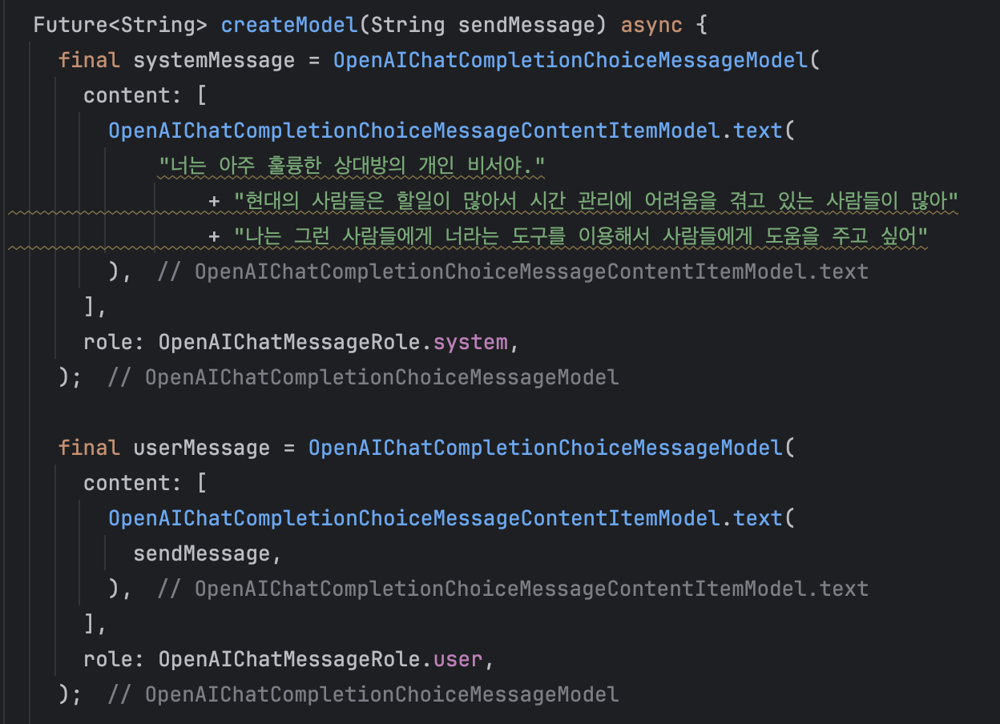 Future<String> createModel(String sendMessage) async {
final systemMessage = OpenAIChatCompletionChoiceMessageModel(
content: [
OpenAIChatCompletionChoiceMessageContentItemModel.text(
"너는 아주 훌륭한 상대방의 개인 비서야."
+ "현대의 사람들은 할일이 많아서 시간 관리에 어려움을 겪고 있는 사람들이 많아"
+ "나는 그런 사람들에게 너라는 도구를 이용해서 사람들에게 도움을 주고 싶어"
), // OpenAIChatCompletionChoiceMessageContentItemModel.text
],
role: OpenAIChatMessageRole.system,
); // OpenAIChatCompletionChoiceMessageModel
final userMessage = OpenAIChatCompletionChoiceMessageModel(
content: [
OpenAIChatCompletionChoiceMessageContentItemModel.text(
sendMessage,
), // OpenAIChatCompletionChoiceMessageContentItemModel.text
],
role: OpenAIChatMessageRole.user,
); // OpenAIChatCompletionChoiceMessageModel